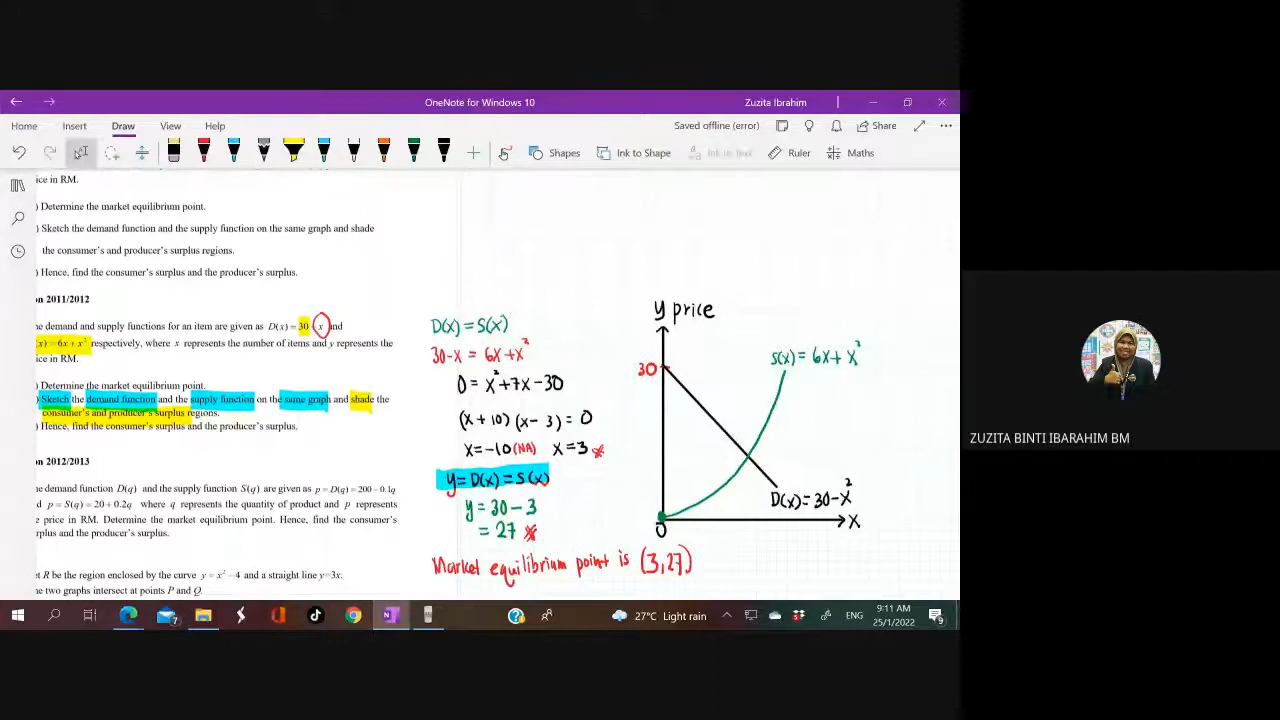 OneNote for Windows 10
Zuzita Ibrahim
Home Insert Draw View Help
Saved offline (error) Share
Shapes Ink to Shape Ink to Text Ruler Maths
ice in RM.
) Determine the market equilibrium point.
) Sketch the demand function and the supply function on the same graph and shade
the consumer's and producer's surplus regions.
) Hence, find the consumer's surplus and the producer's surplus.
on 2011/2012
e demand and supply functions for an item are given as D(x) = 30 - x and
(x) = 6x + x² respectively, where x represents the number of items and y represents the
ice in RM.
) Determine the market equilibrium point.
Sketch the demand function and the supply function on the same graph and shade the
consumer's and producer's surplus regions.
) Hence, find the consumer's surplus and the producer's surplus.
on 2012/2013
e demand function D(q) and the supply function S(q) are given as p = D(q) = 200 - 0.1q
d p = S(q) = 20 + 0.2q where q represents the quantity of product and p represents
e price in RM. Determine the market equilibrium point. Hence, find the consumer's
rplus and the producer's surplus.
et R be the region enclosed by the curve y = x² - 4 and a straight line y=3x.
he two graphs intersect at points P and Q
D(x) = S(x)
30-x = 6x + x²
0 = x² + 7x - 30
(x + 10) (x - 3) = 0
x = -10 (NA) x = 3
y = D(x) = S(x)
y = 30 - 3
= 27
Market equilibrium point is (3,27)
y price
30
S(x) = 6x + x²
D(x) = 30 - x²
0
x
ZUZITA BINTI IBARAHIM BM
7
27°C Light rain
ENG
9:11 AM
25/1/2022
9